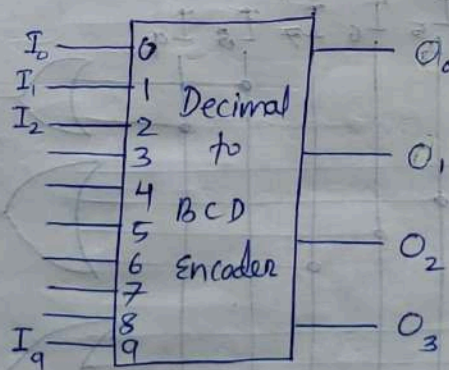 I₀ 0 O₀
I₁ 1 Decimal
I₂ 2 to
3 O₁
4 BCD
5
6 Encoder O₂
7
8 O₃
I₉ 9